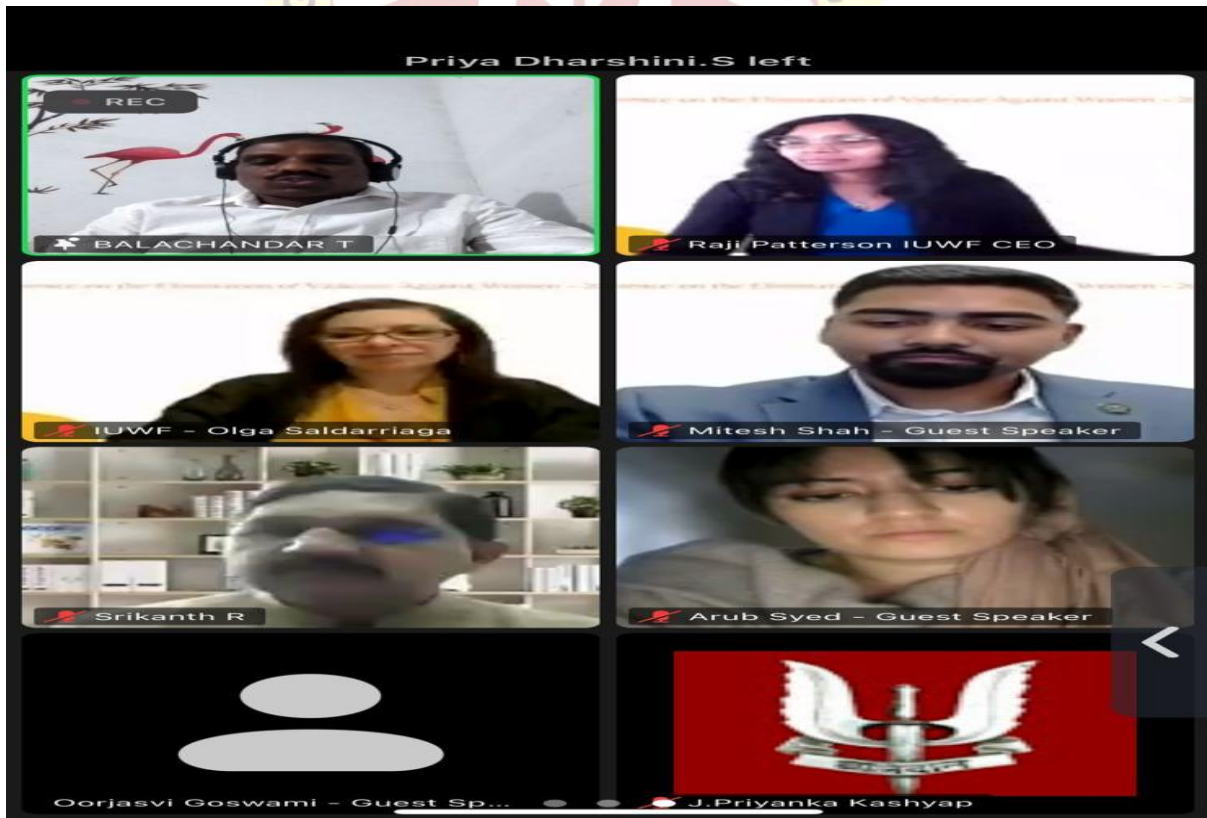 Priya Dharshini.S left
REC
BALACHANDAR T
Raji Patterson IUWF CEO
IUWF - Olga Saldarriaga
Mitesh Shah - Guest Speaker
Srikanth R
Arub Syed - Guest Speaker
Oorjasvi Goswami - Guest Sp...
J.Priyanka Kashyap